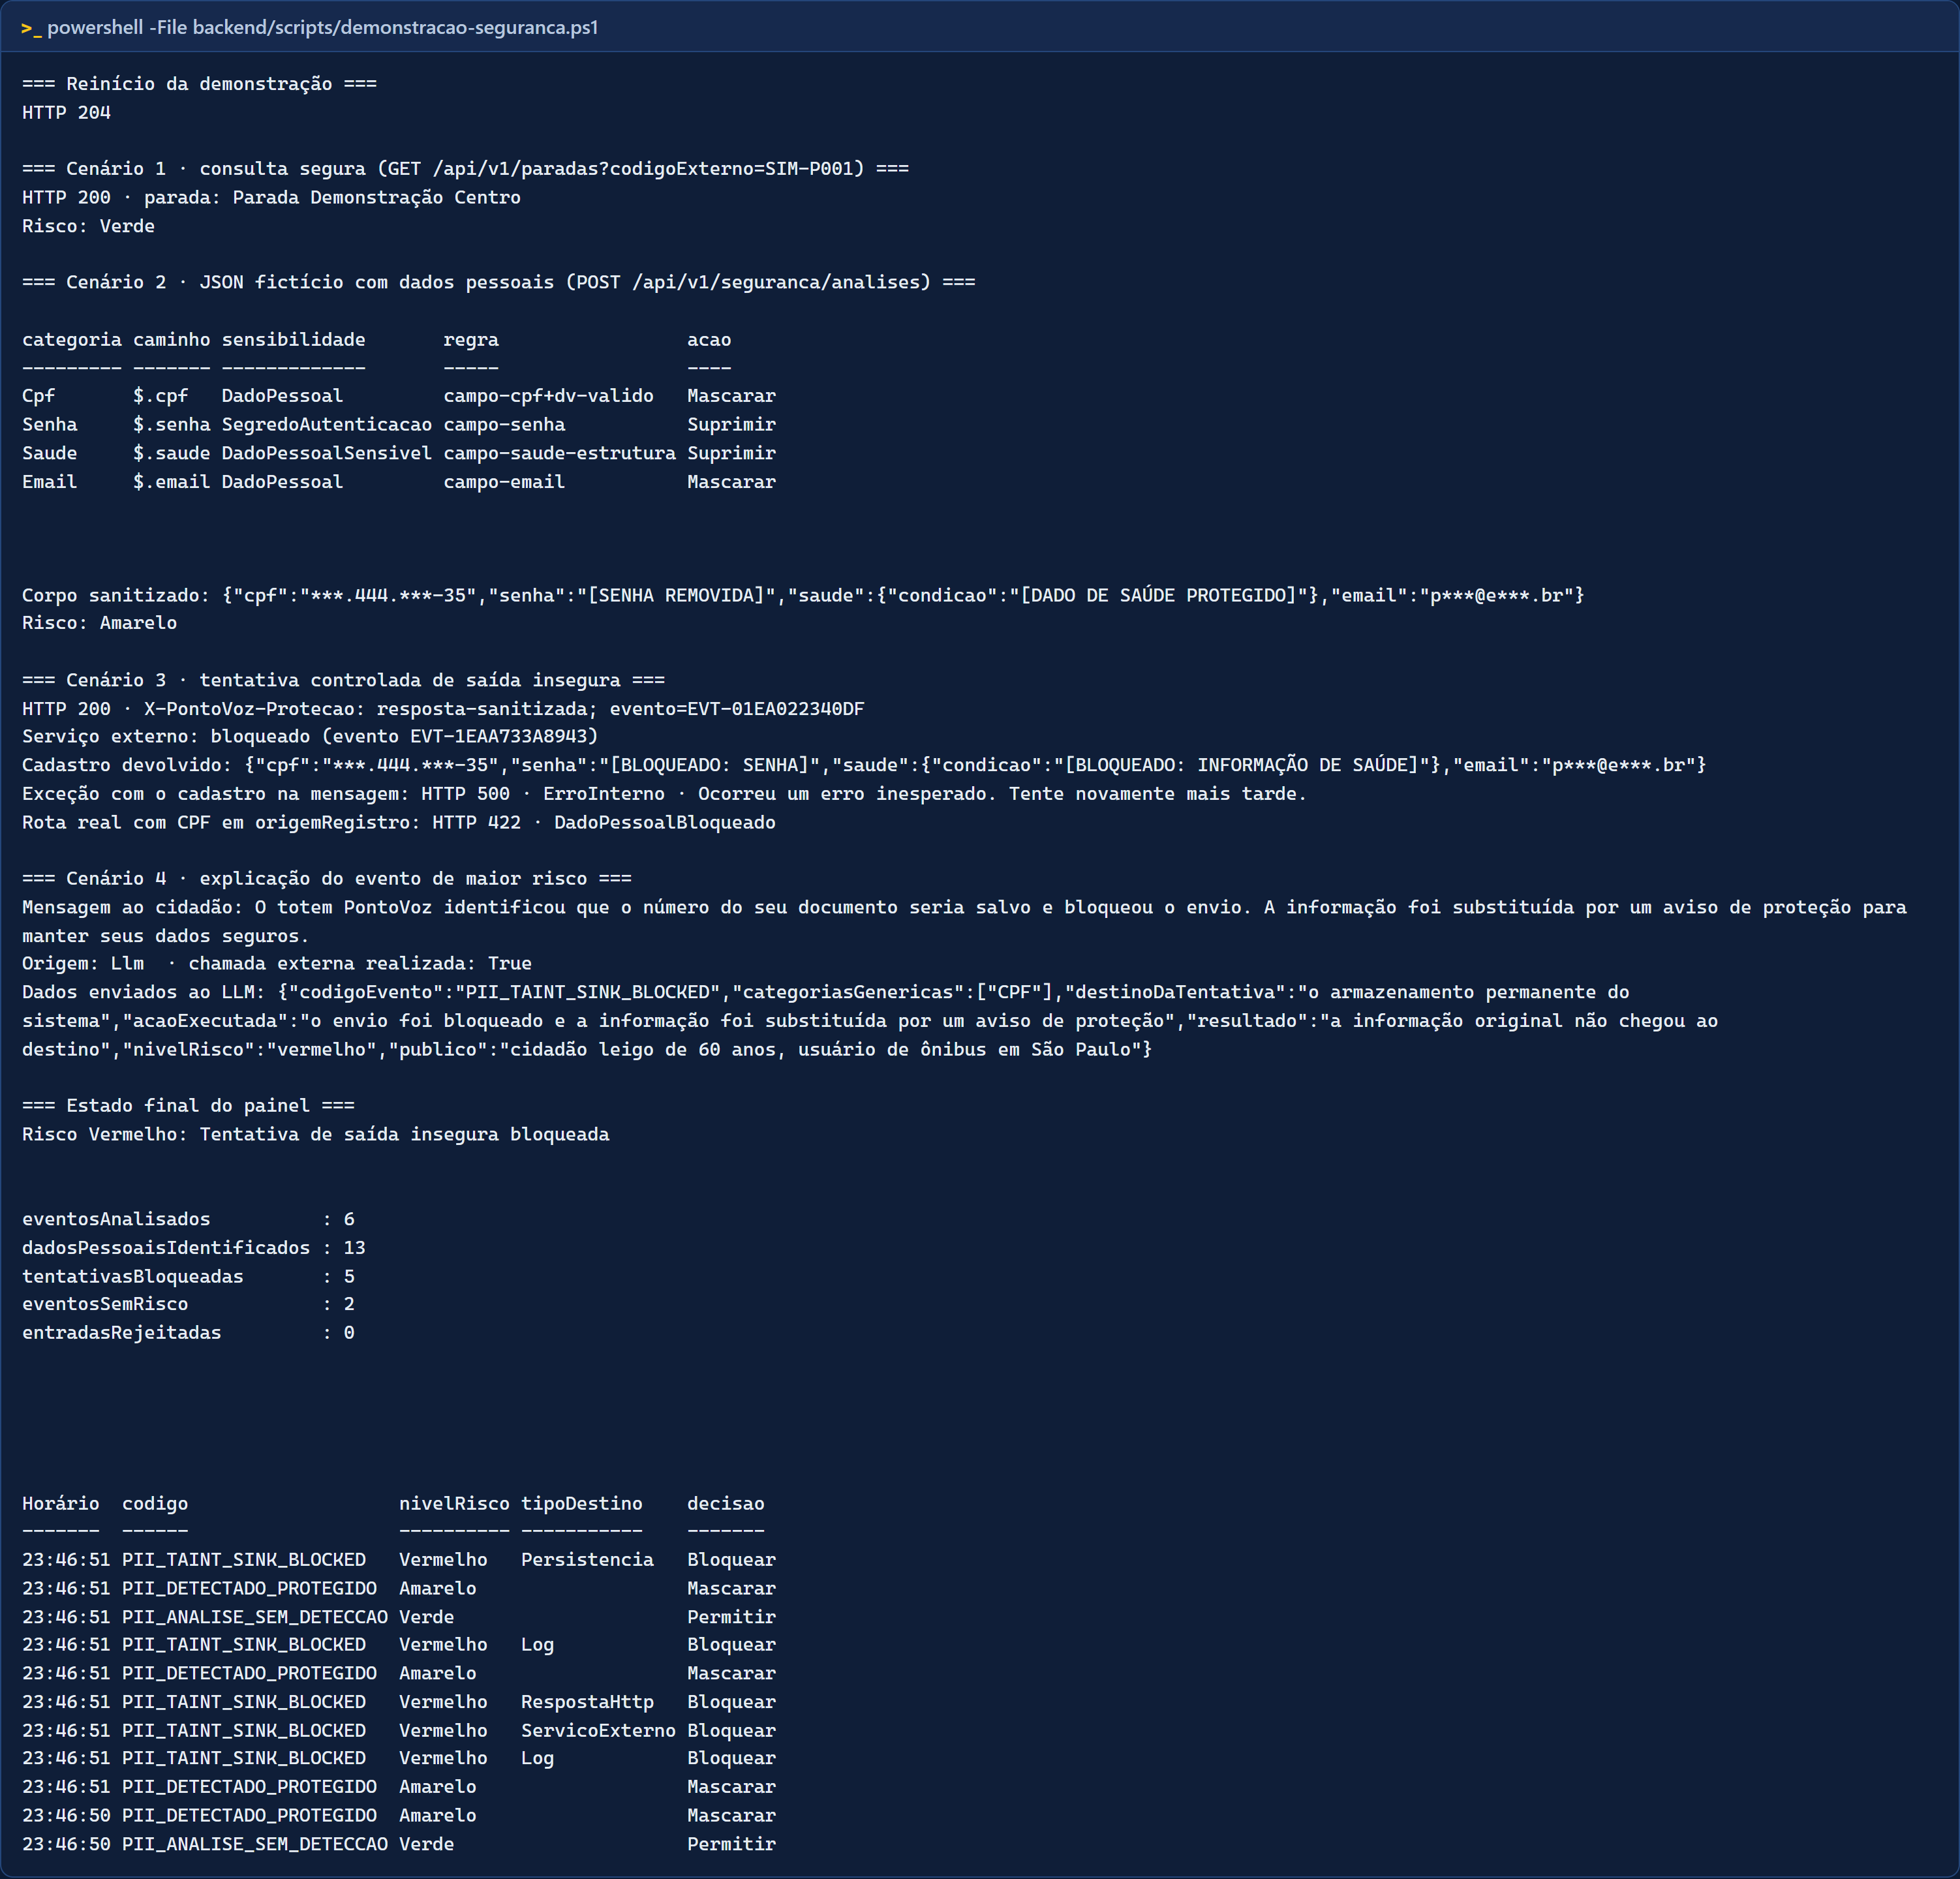 >_ powershell -File backend/scripts/demonstracao-seguranca.ps1
=== Reinício da demonstração ===
HTTP 204
=== Cenário 1 · consulta segura (GET /api/v1/paradas?codigoExterno=SIM-P001) ===
HTTP 200 · parada: Parada Demonstração Centro
Risco: Verde
=== Cenário 2 · JSON fictício com dados pessoais (POST /api/v1/seguranca/analises) ===
categoria caminho sensibilidade       regra                 acao
--------- ------- -------------       -----                 ----
Cpf       $.cpf   DadoPessoal         campo-cpf+dv-valido   Mascarar
Senha     $.senha SegredoAutenticacao campo-senha           Suprimir
Saude     $.saude DadoPessoalSensivel campo-saude-estrutura Suprimir
Email     $.email DadoPessoal         campo-email           Mascarar
Corpo sanitizado: {"cpf":"***.444.***-35","senha":"[SENHA REMOVIDA]","saude":{"condicao":"[DADO DE SAÚDE PROTEGIDO]"},"email":"p***@e***.br"}
Risco: Amarelo
=== Cenário 3 · tentativa controlada de saída insegura ===
HTTP 200 · X-PontoVoz-Protecao: resposta-sanitizada; evento=EVT-01EA022340DF
Serviço externo: bloqueado (evento EVT-1EAA733A8943)
Cadastro devolvido: {"cpf":"***.444.***-35","senha":"[BLOQUEADO: SENHA]","saude":{"condicao":"[BLOQUEADO: INFORMAÇÃO DE SAÚDE]"},"email":"p***@e***.br"}
Exceção com o cadastro na mensagem: HTTP 500 · ErroInterno · Ocorreu um erro inesperado. Tente novamente mais tarde.
Rota real com CPF em origemRegistro: HTTP 422 · DadoPessoalBloqueado
=== Cenário 4 · explicação do evento de maior risco ===
Mensagem ao cidadão: O totem PontoVoz identificou que o número do seu documento seria salvo e bloqueou o envio. A informação foi substituída por um aviso de proteção para
manter seus dados seguros.
Origem: Llm  · chamada externa realizada: True
Dados enviados ao LLM: {"codigoEvento":"PII_TAINT_SINK_BLOCKED","categoriasGenericas":["CPF"],"destinoDaTentativa":"o armazenamento permanente do
sistema","acaoExecutada":"o envio foi bloqueado e a informação foi substituída por um aviso de proteção","resultado":"a informação original não chegou ao
destino","nivelRisco":"vermelho","publico":"cidadão leigo de 60 anos, usuário de ônibus em São Paulo"}
=== Estado final do painel ===
Risco Vermelho: Tentativa de saída insegura bloqueada
eventosAnalisados          : 6
dadosPessoaisIdentificados : 13
tentativasBloqueadas       : 5
eventosSemRisco            : 2
entradasRejeitadas         : 0
Horário  codigo                   nivelRisco tipoDestino    decisao
-------  ------                   ---------- -----------    -------
23:46:51 PII_TAINT_SINK_BLOCKED   Vermelho   Persistencia   Bloquear
23:46:51 PII_DETECTADO_PROTEGIDO  Amarelo                   Mascarar
23:46:51 PII_ANALISE_SEM_DETECCAO Verde                     Permitir
23:46:51 PII_TAINT_SINK_BLOCKED   Vermelho   Log            Bloquear
23:46:51 PII_DETECTADO_PROTEGIDO  Amarelo                   Mascarar
23:46:51 PII_TAINT_SINK_BLOCKED   Vermelho   RespostaHttp   Bloquear
23:46:51 PII_TAINT_SINK_BLOCKED   Vermelho   ServicoExterno Bloquear
23:46:51 PII_TAINT_SINK_BLOCKED   Vermelho   Log            Bloquear
23:46:51 PII_DETECTADO_PROTEGIDO  Amarelo                   Mascarar
23:46:50 PII_DETECTADO_PROTEGIDO  Amarelo                   Mascarar
23:46:50 PII_ANALISE_SEM_DETECCAO Verde                     Permitir